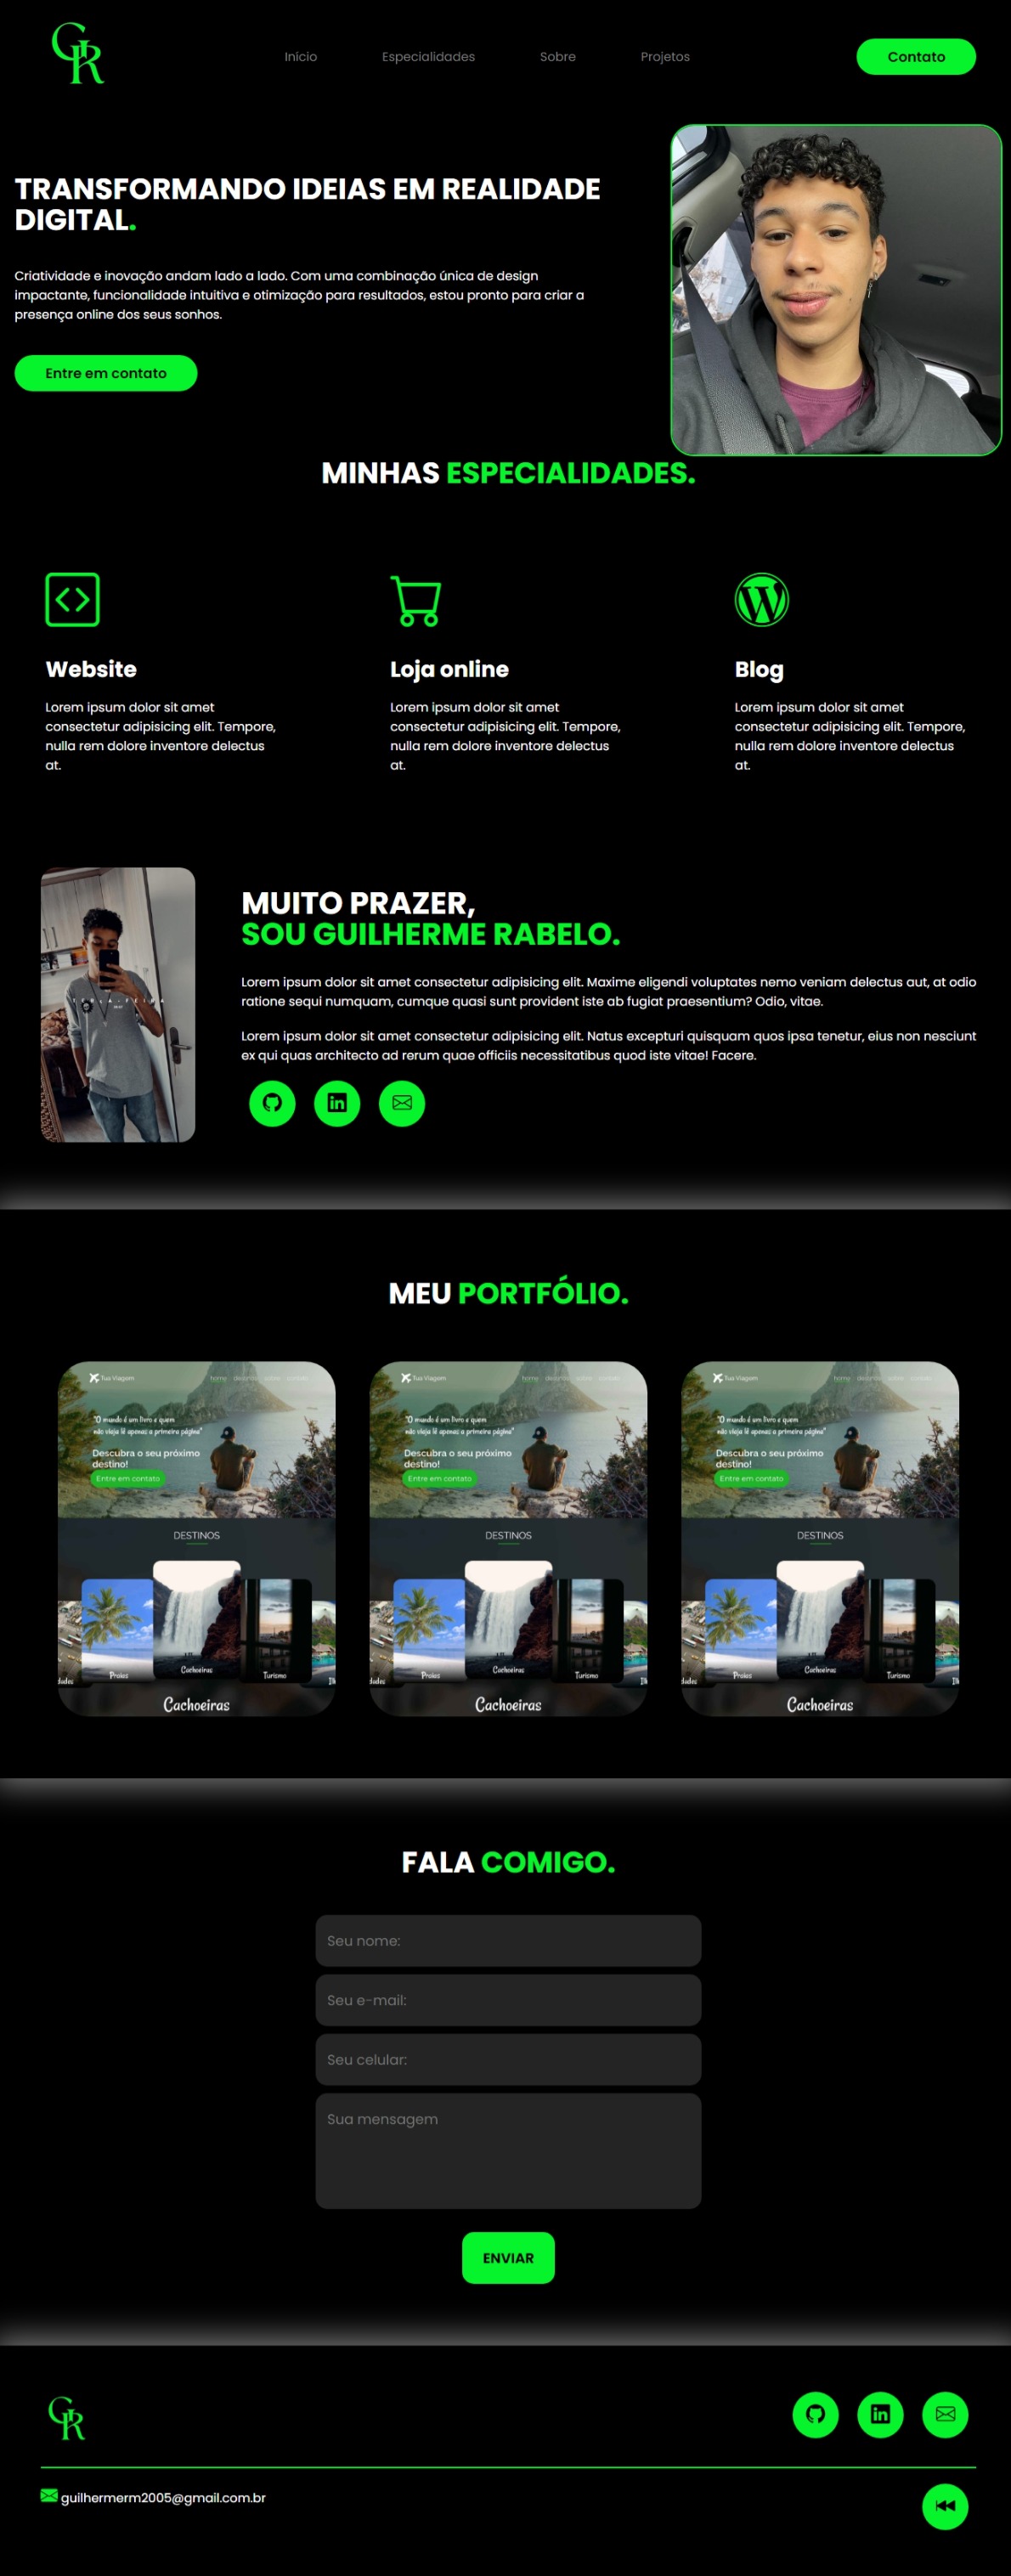 GR
Início
Especialidades
Sobre
Projetos
Contato
TRANSFORMANDO IDEIAS EM REALIDADE
DIGITAL.
Criatividade e inovação andam lado a lado. Com uma combinação única de design
impactante, funcionalidade intuitiva e otimização para resultados, estou pronto para criar a
presença online dos seus sonhos.
Entre em contato
MINHAS ESPECIALIDADES.
Website
Lorem ipsum dolor sit amet
consectetur adipisicing elit. Tempore,
nulla rem dolore inventore delectus
at.
Loja online
Lorem ipsum dolor sit amet
consectetur adipisicing elit. Tempore,
nulla rem dolore inventore delectus
at.
Blog
Lorem ipsum dolor sit amet
consectetur adipisicing elit. Tempore,
nulla rem dolore inventore delectus
at.
MUITO PRAZER,
SOU GUILHERME RABELO.
Lorem ipsum dolor sit amet consectetur adipisicing elit. Maxime eligendi voluptates nemo veniam delectus aut, at odio
ratione sequi numquam, cumque quasi sunt provident iste ab fugiat praesentium? Odio, vitae.
Lorem ipsum dolor sit amet consectetur adipisicing elit. Natus excepturi quisquam quos ipsa tenetur, eius non nesciunt
ex qui quas architecto ad rerum quae officiis necessitatibus quod iste vitae! Facere.
MEU PORTFÓLIO.
Tua Viagem
home
"O mundo é um livro e quem
não viaja lê apenas a primeira página"
Descubra o seu próximo
destino!
Entre em contato
DESTINOS
Praias
Cachoeiras
Turismo
Cachoeiras
Tua Viagem
home
"O mundo é um livro e quem
não viaja lê apenas a primeira página"
Descubra o seu próximo
destino!
Entre em contato
DESTINOS
Praias
Cachoeiras
Turismo
Cachoeiras
Tua Viagem
home
"O mundo é um livro e quem
não viaja lê apenas a primeira página"
Descubra o seu próximo
destino!
Entre em contato
DESTINOS
Praias
Cachoeiras
Turismo
Cachoeiras
FALA COMIGO.
Seu nome:
Seu e-mail:
Seu celular:
Sua mensagem
ENVIAR
GR
guilhermerm2005@gmail.com.br